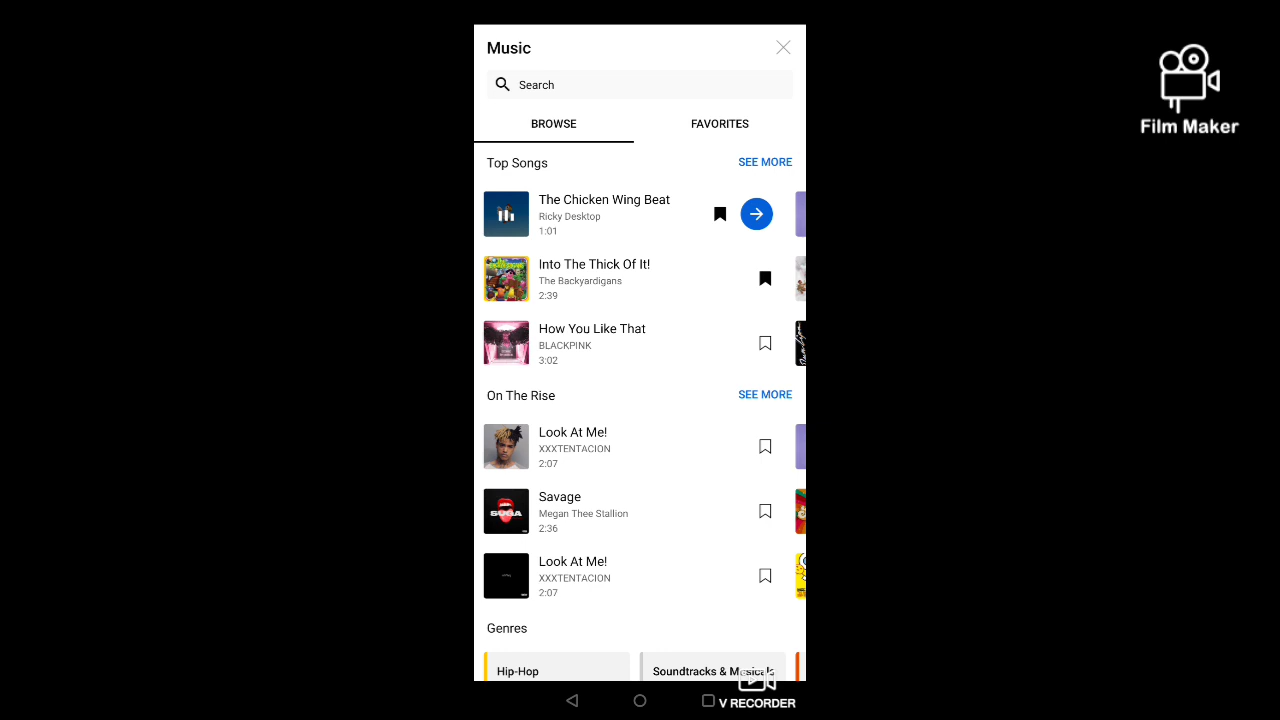 Music
Search
BROWSE
FAVORITES
Top Songs
SEE MORE
The Chicken Wing Beat
Ricky Desktop
1:01
Into The Thick Of It!
The Backyardigans
2:39
How You Like That
BLACKPINK
3:02
On The Rise
SEE MORE
Look At Me!
XXXTENTACION
2:07
Savage
Megan Thee Stallion
2:36
Look At Me!
XXXTENTACION
2:07
Genres
Hip-Hop
Soundtracks & Musicals
V RECORDER
Film Maker